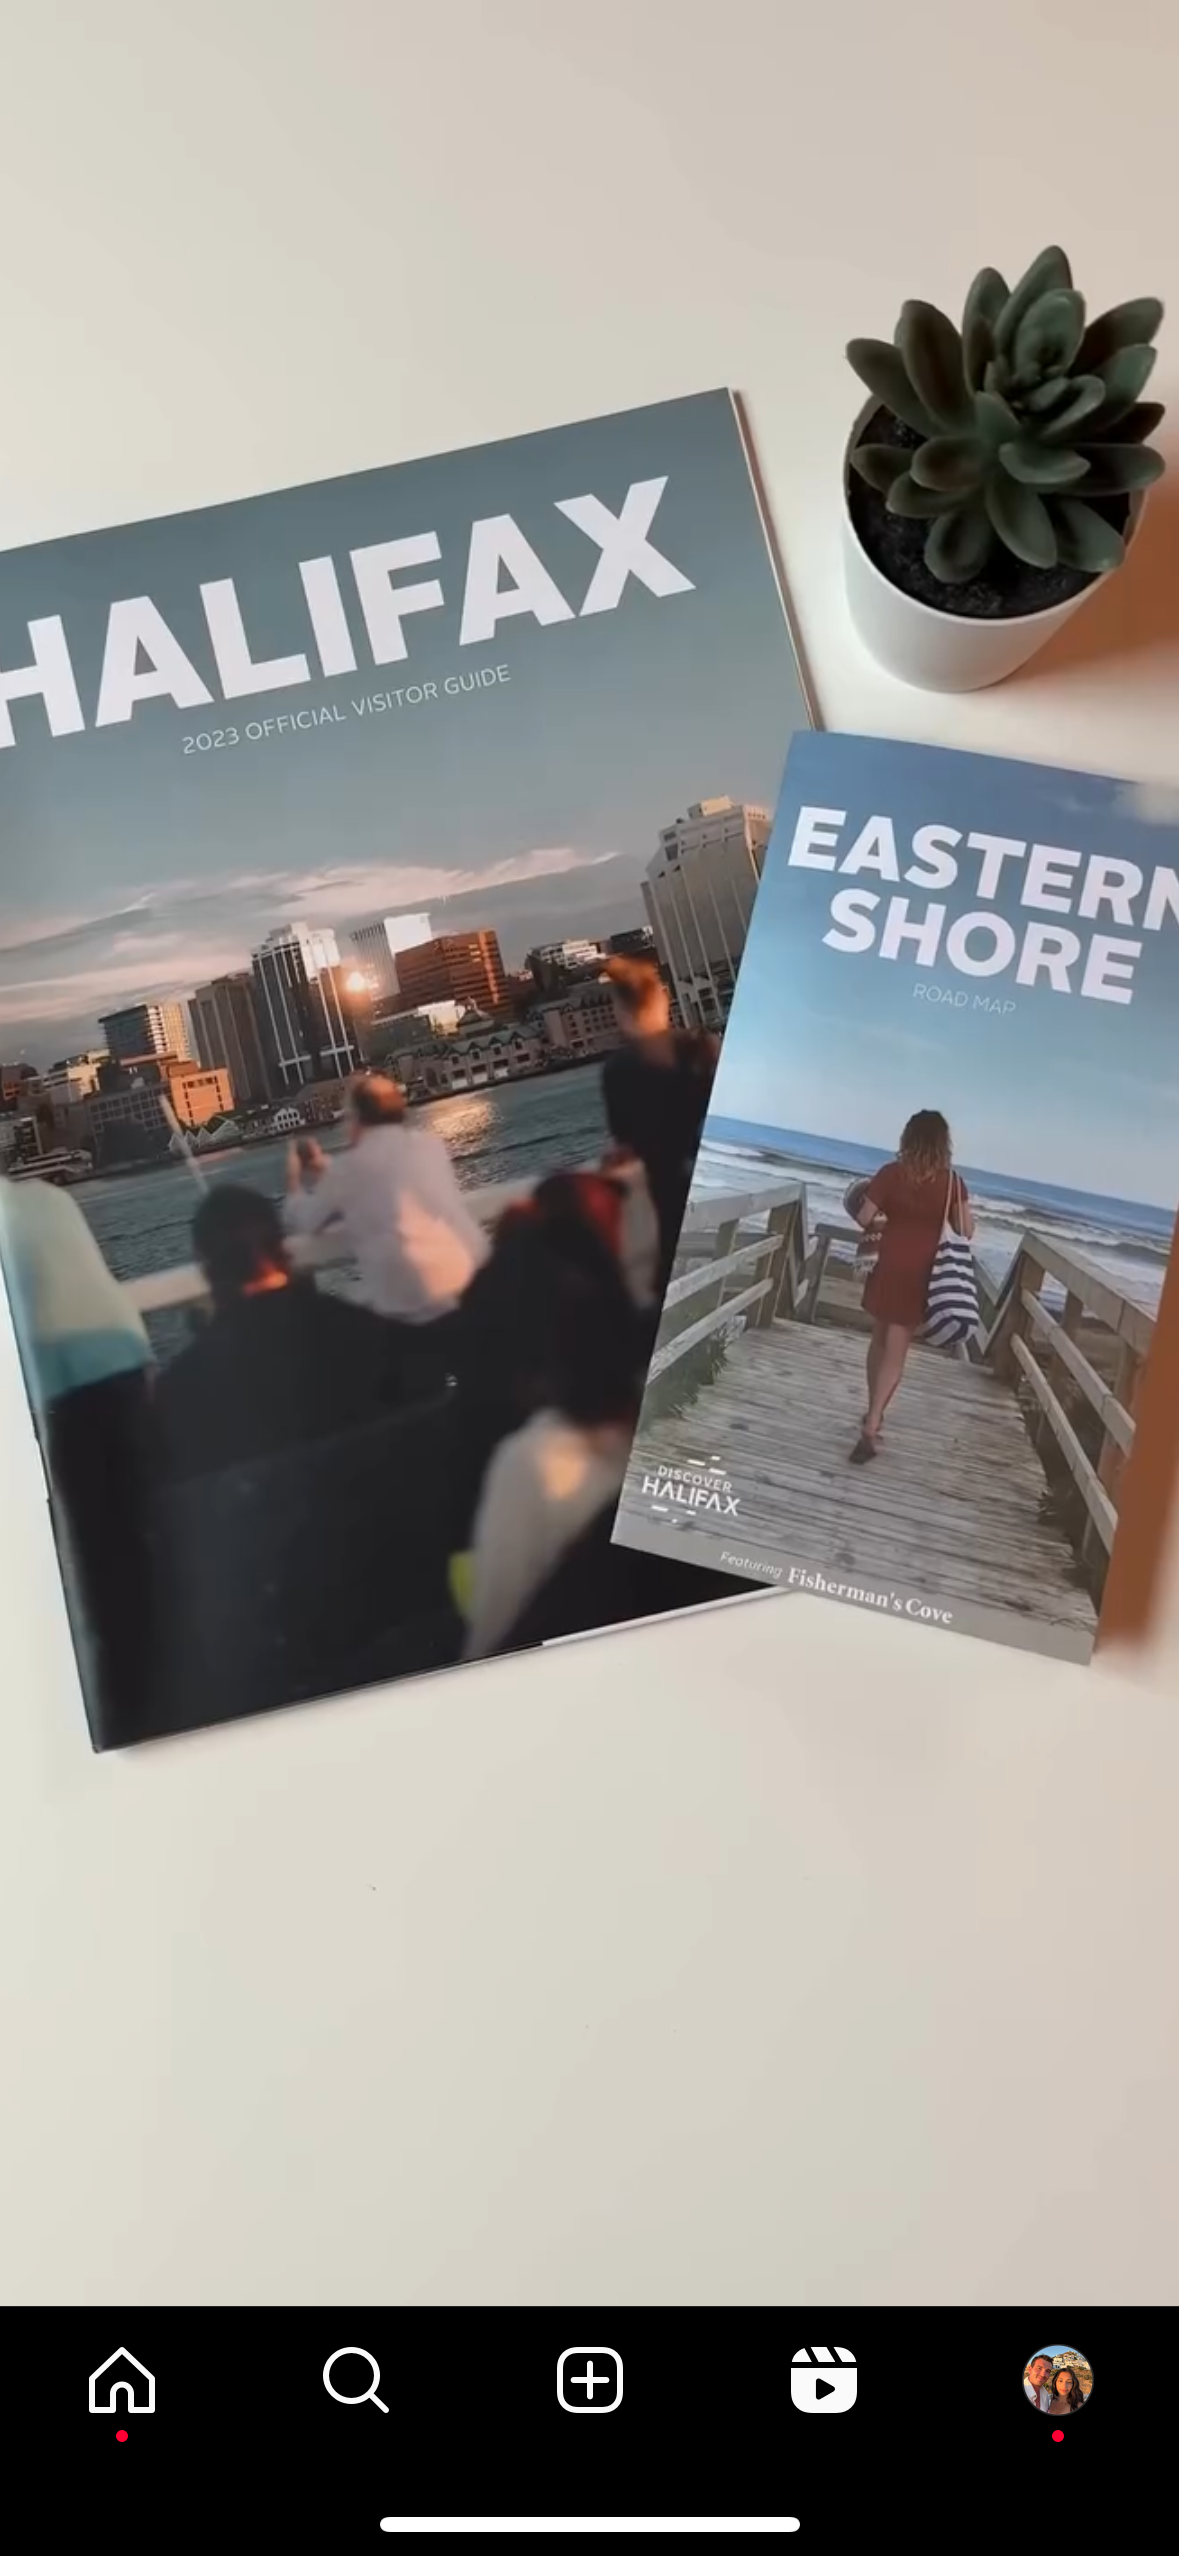 HALIFAX
2023 OFFICIAL VISITOR GUIDE
EASTERN
SHORE
ROAD MAP
DISCOVER
HALIFAX
Featuring Fisherman's Cove